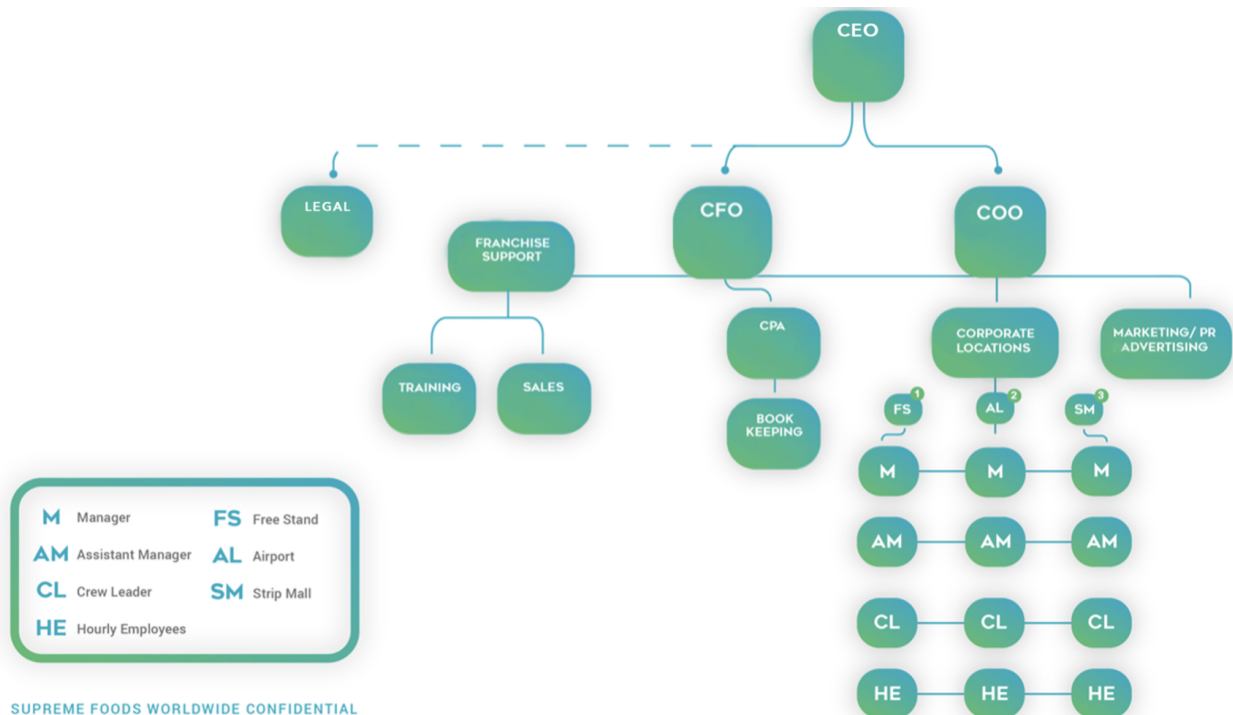 CEO
LEGAL
CFO
COO
FRANCHISE
SUPPORT
CPA
CORPORATE
LOCATIONS
MARKETING/ PR
ADVERTISING
TRAINING
SALES
BOOK
KEEPING
FS 1
AL 2
SM 3
M M M
AM AM AM
CL CL CL
HE HE HE
M Manager
FS Free Stand
AM Assistant Manager
AL Airport
CL Crew Leader
SM Strip Mall
HE Hourly Employees
SUPREME FOODS WORLDWIDE CONFIDENTIAL